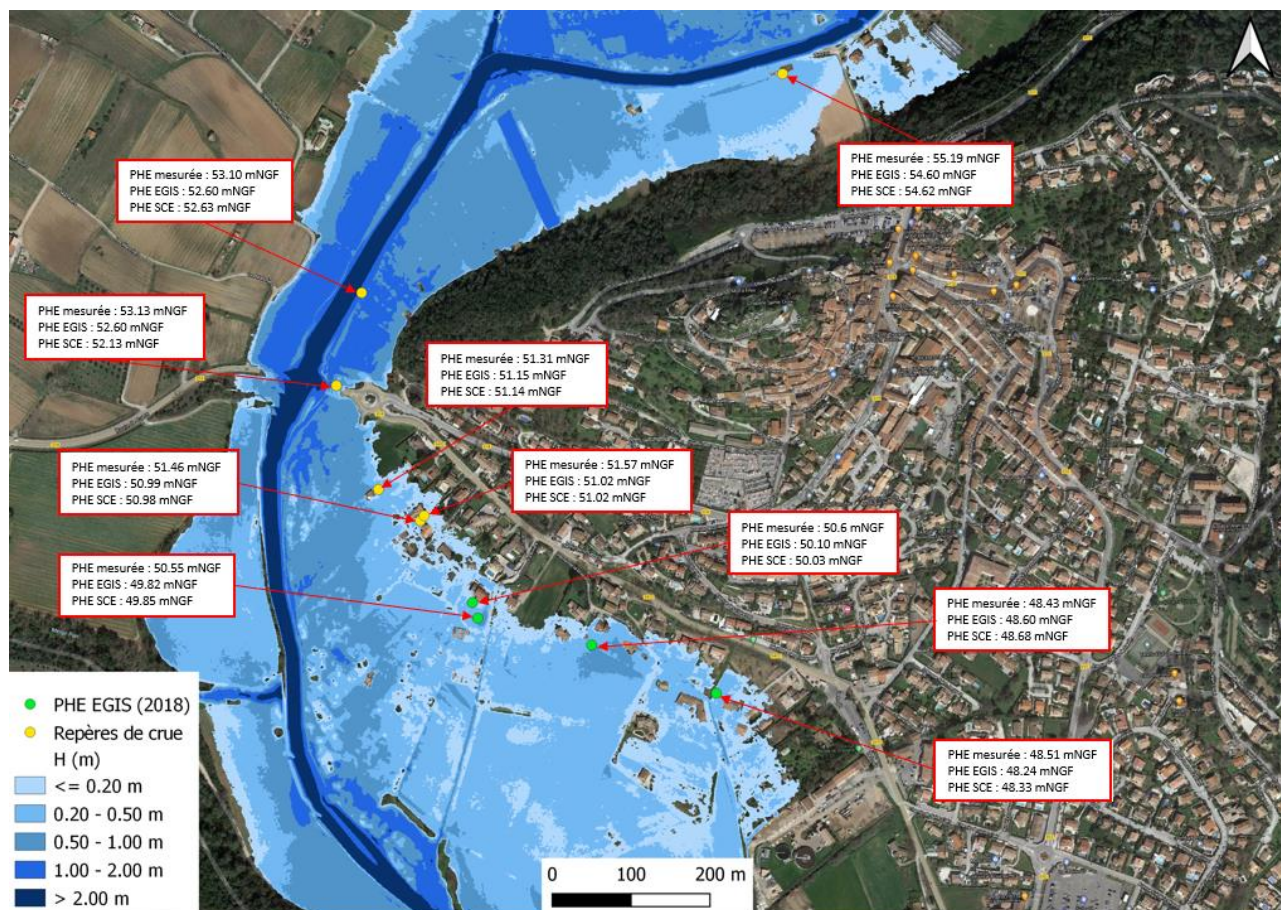 PHE mesurée : 55.19 mNGF
PHE EGIS : 54.60 mNGF
PHE SCE : 54.62 mNGF
PHE mesurée : 53.10 mNGF
PHE EGIS : 52.60 mNGF
PHE SCE : 52.63 mNGF
PHE mesurée : 53.13 mNGF
PHE EGIS : 52.60 mNGF
PHE SCE : 52.13 mNGF
PHE mesurée : 51.31 mNGF
PHE EGIS : 51.15 mNGF
PHE SCE : 51.14 mNGF
PHE mesurée : 51.46 mNGF
PHE EGIS : 50.99 mNGF
PHE SCE : 50.98 mNGF
PHE mesurée : 51.57 mNGF
PHE EGIS : 51.02 mNGF
PHE SCE : 51.02 mNGF
PHE mesurée : 50.6 mNGF
PHE EGIS : 50.10 mNGF
PHE SCE : 50.03 mNGF
PHE mesurée : 50.55 mNGF
PHE EGIS : 49.82 mNGF
PHE SCE : 49.85 mNGF
PHE mesurée : 48.43 mNGF
PHE EGIS : 48.60 mNGF
PHE SCE : 48.68 mNGF
PHE mesurée : 48.51 mNGF
PHE EGIS : 48.24 mNGF
PHE SCE : 48.33 mNGF
PHE EGIS (2018)
Repères de crue
H (m)
<= 0.20 m
0.20 - 0.50 m
0.50 - 1.00 m
1.00 - 2.00 m
> 2.00 m
0 100 200 m